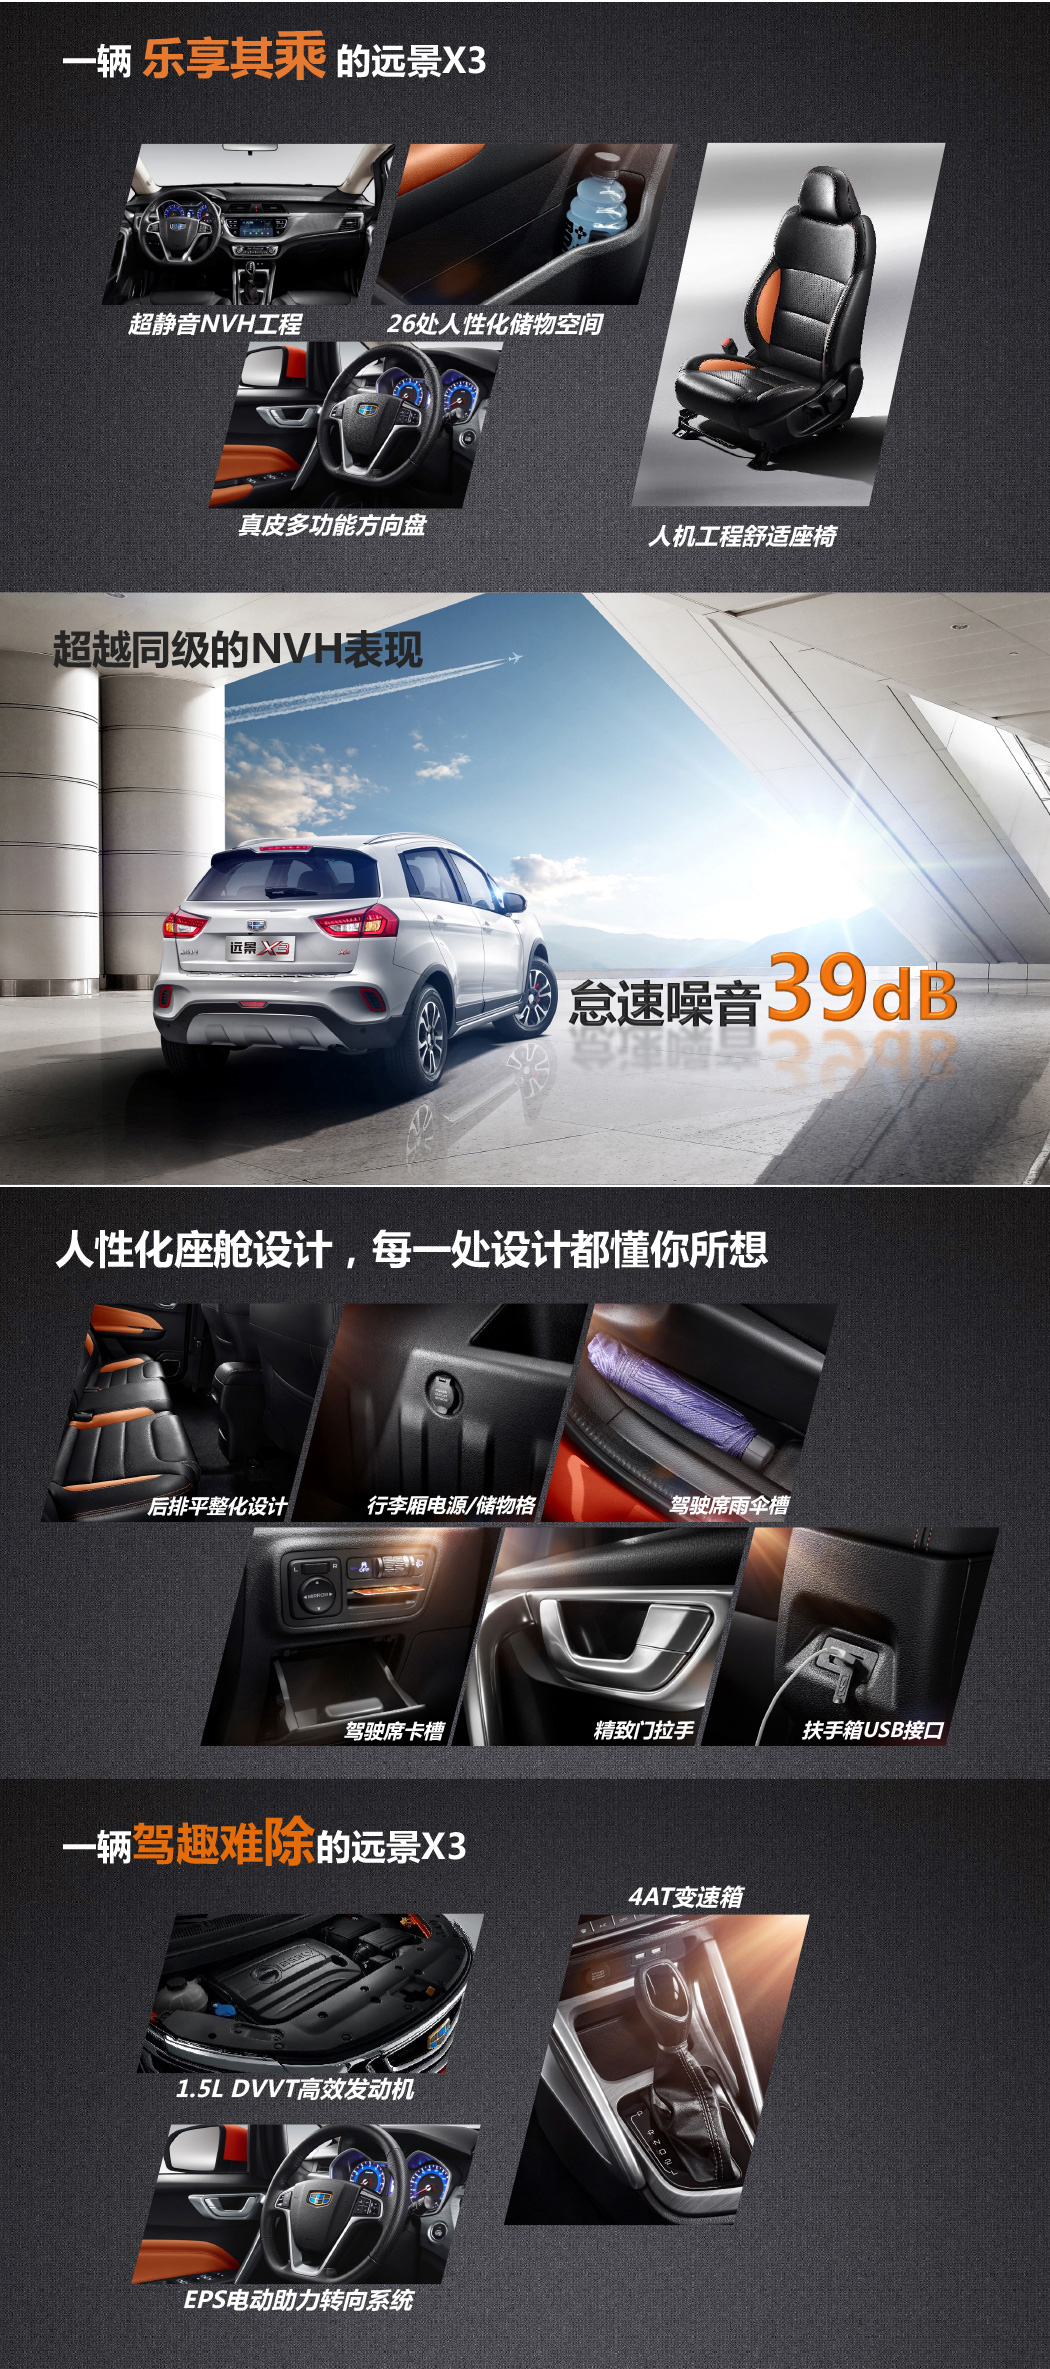 一辆 乐享其乘 的远景X3
超静音NVH工程
26处人性化储物空间
真皮多功能方向盘
人机工程舒适座椅
超越同级的NVH表现
远景X3
怠速噪音39dB
人性化座舱设计，每一处设计都懂你所想
后排平整化设计
行李厢电源/储物格
驾驶席雨伞槽
L R
MIRROR
驾驶席卡槽
精致门拉手
扶手箱USB接口
一辆驾趣难除的远景X3
4AT变速箱
1.5L DVVT高效发动机
EPS电动助力转向系统